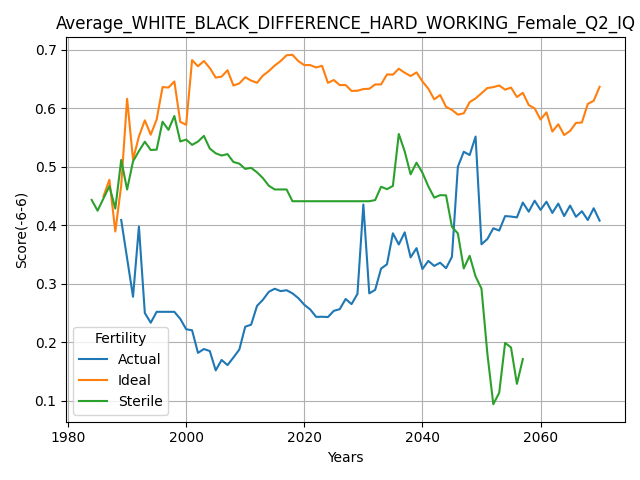 Average_WHITE_BLACK_DIFFERENCE_HARD_WORKING_Female_Q2_IQ
0.7
0.6
0.5
0.4
0.3
0.2
0.1
Score(-6-6)
Fertility
Actual
Ideal
Sterile
1980
2000
2020
2040
2060
Years